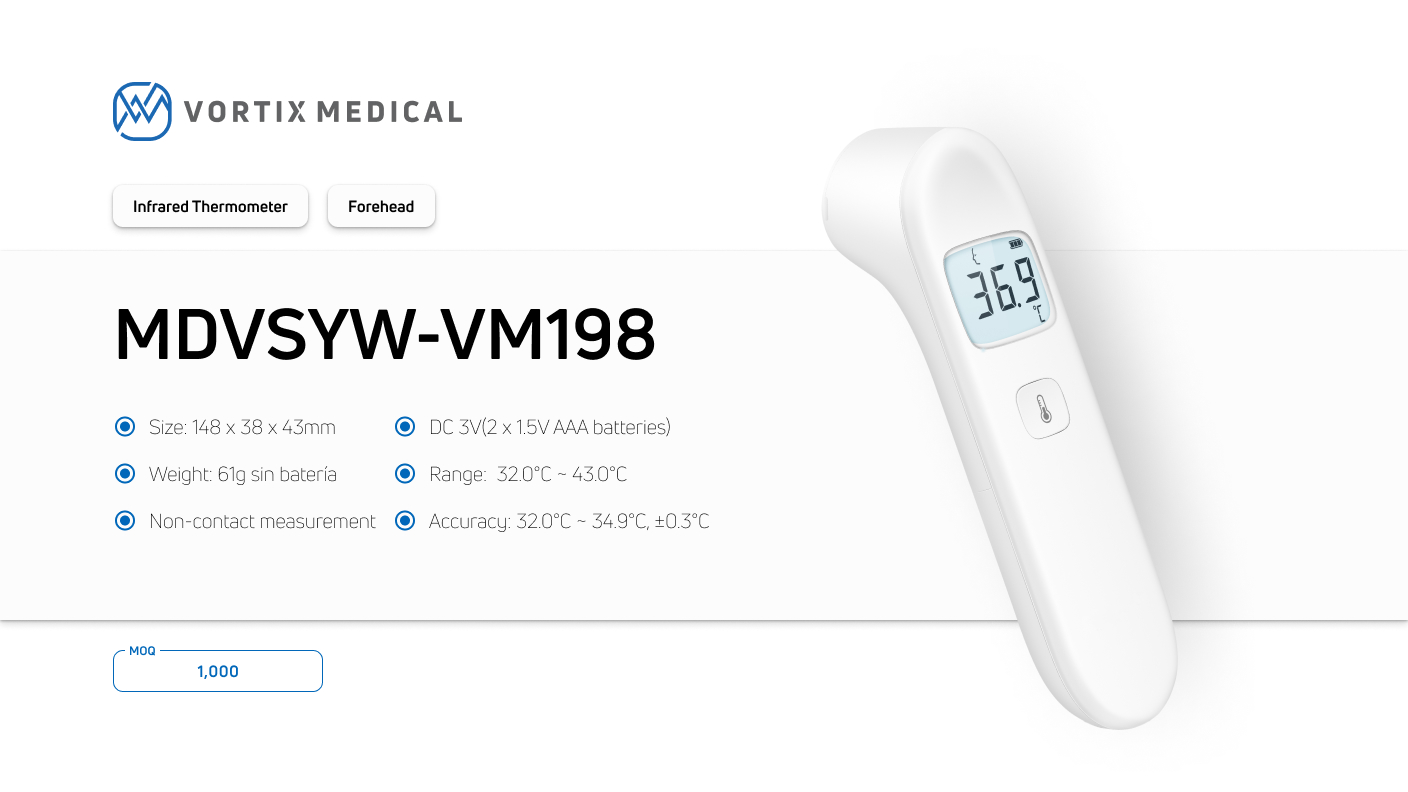 VORTIX MEDICAL
Infrared Thermometer
Forehead
MDVSYW-VM198
Size: 148 x 38 x 43mm
DC 3V(2 x 1.5V AAA batteries)
Weight: 61g sin batería
Range:  32.0°C ~ 43.0°C
Non-contact measurement
Accuracy: 32.0°C ~ 34.9°C, ±0.3°C
36.9
°C
MOQ
1,000